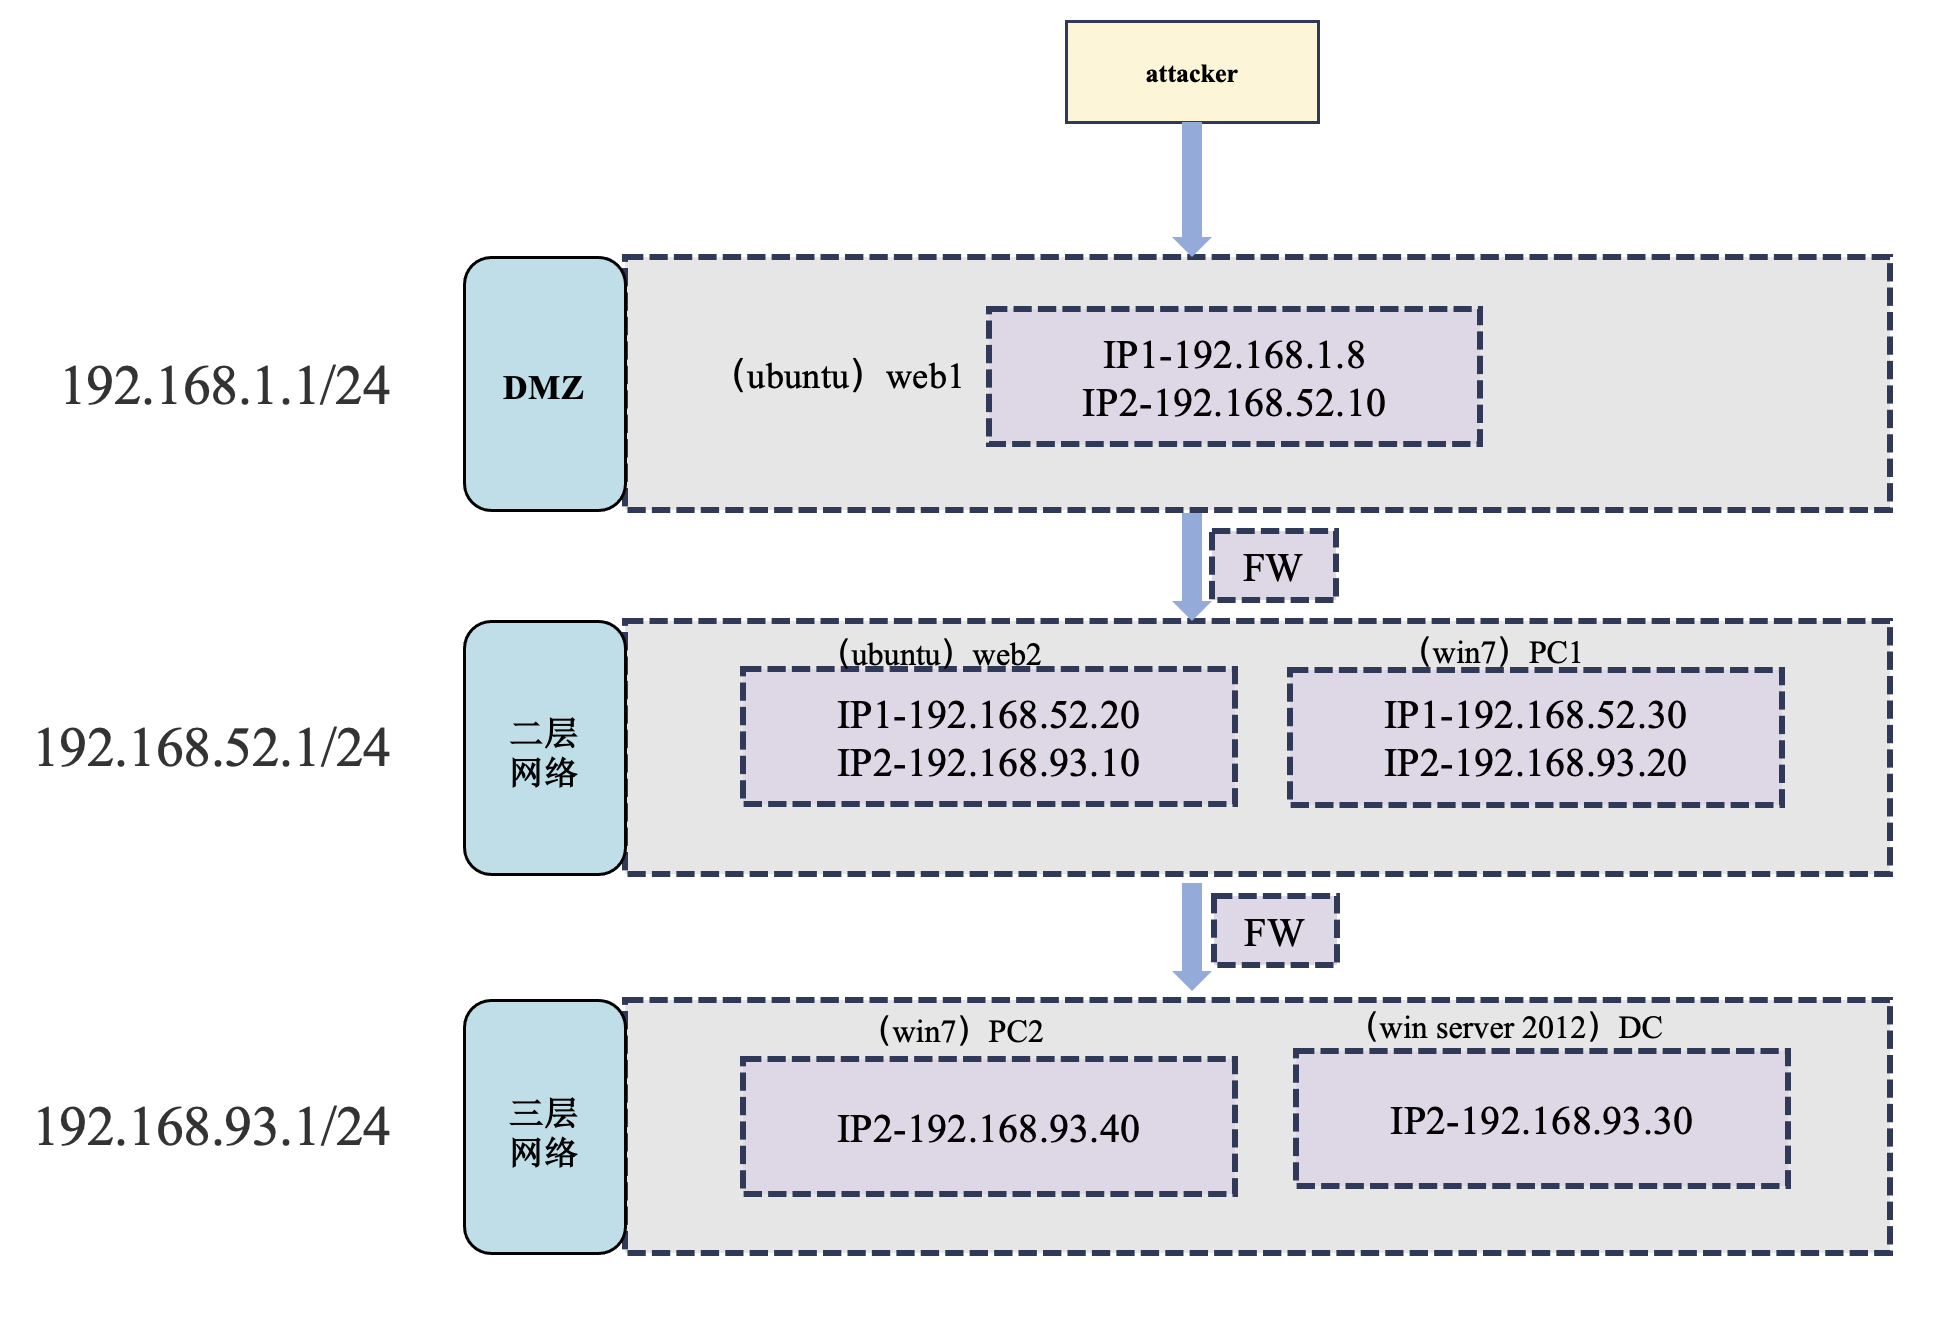 attacker
192.168.1.1/24
DMZ
（ubuntu）web1
IP1-192.168.1.8
IP2-192.168.52.10
FW
192.168.52.1/24
二层
网络
（ubuntu）web2
IP1-192.168.52.20
IP2-192.168.93.10
（win7）PC1
IP1-192.168.52.30
IP2-192.168.93.20
FW
192.168.93.1/24
三层
网络
（win7）PC2
IP2-192.168.93.40
（win server 2012）DC
IP2-192.168.93.30